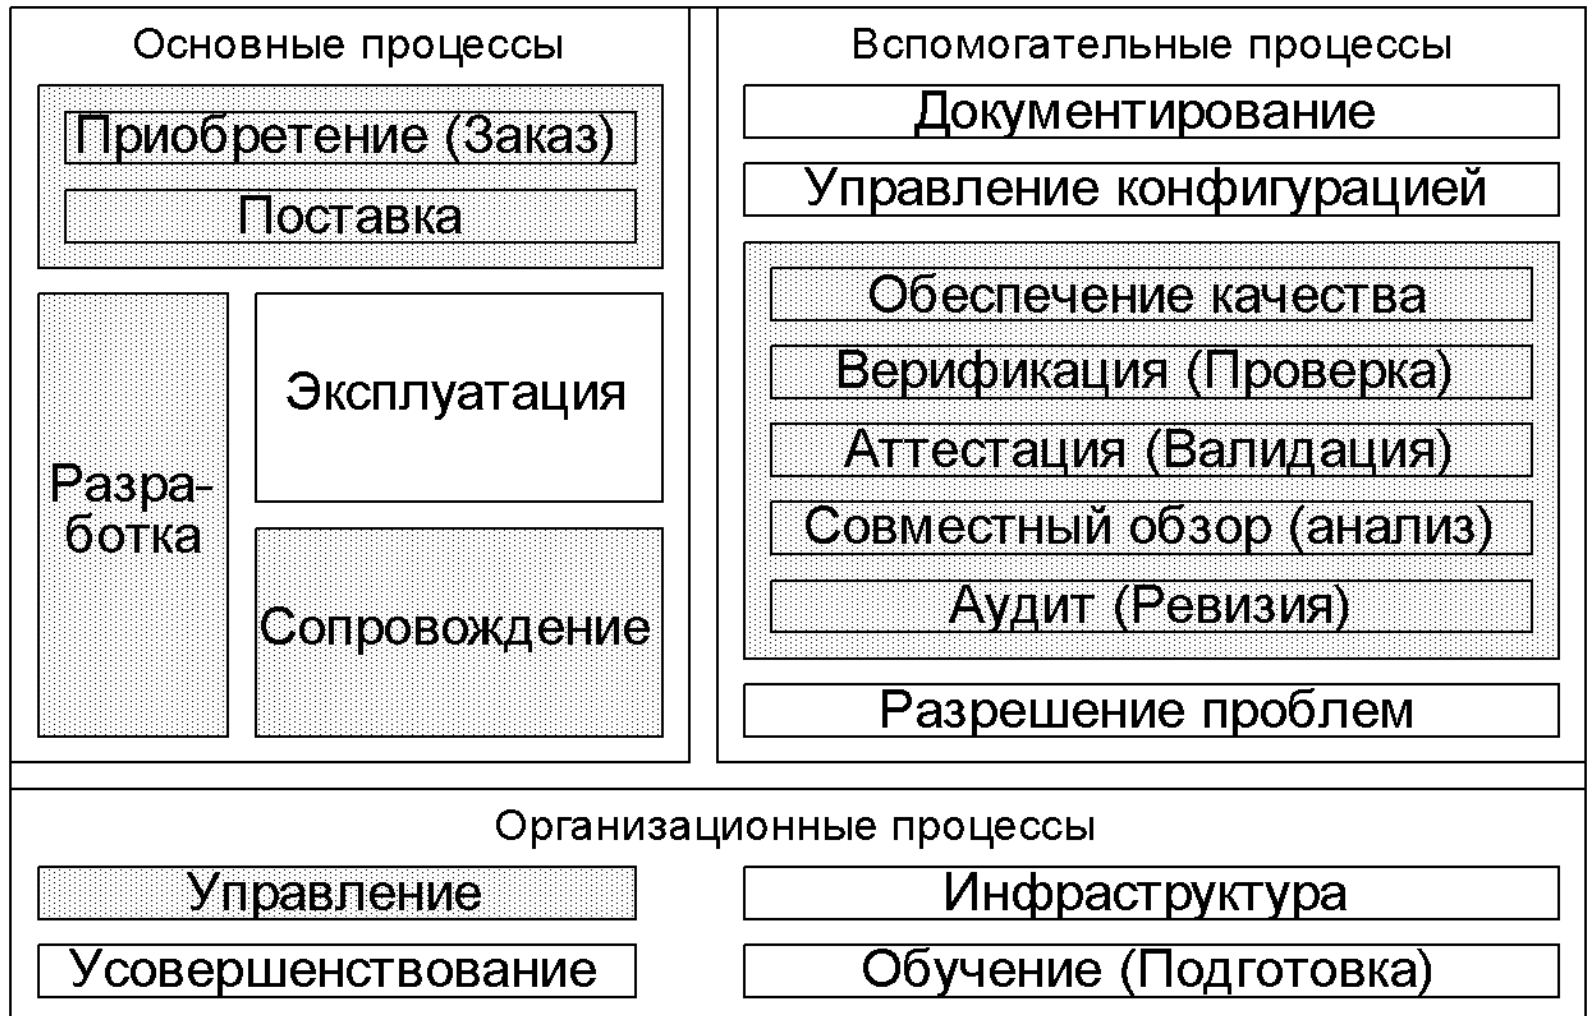 Основные процессы
Приобретение (Заказ)
Поставка
Разра-
ботка
Эксплуатация
Сопровождение
Вспомогательные процессы
Документирование
Управление конфигурацией
Обеспечение качества
Верификация (Проверка)
Аттестация (Валидация)
Совместный обзор (анализ)
Аудит (Ревизия)
Разрешение проблем
Организационные процессы
Управление
Инфраструктура
Усовершенствование
Обучение (Подготовка)